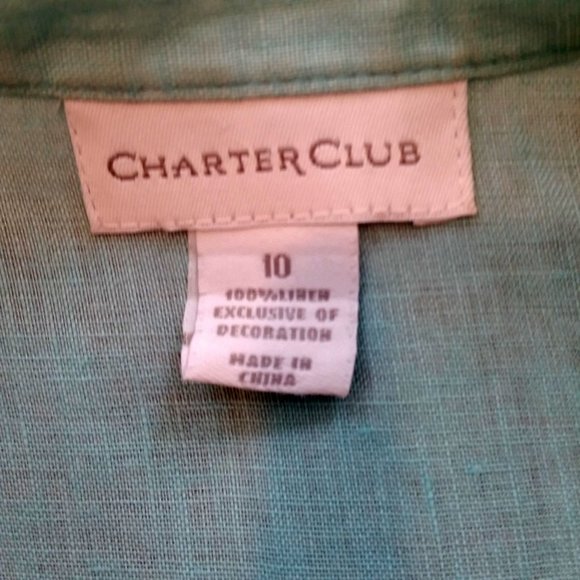 CHARTER CLUB
10
100% LINEN
EXCLUSIVE OF
DECORATION
MADE IN
CHINA